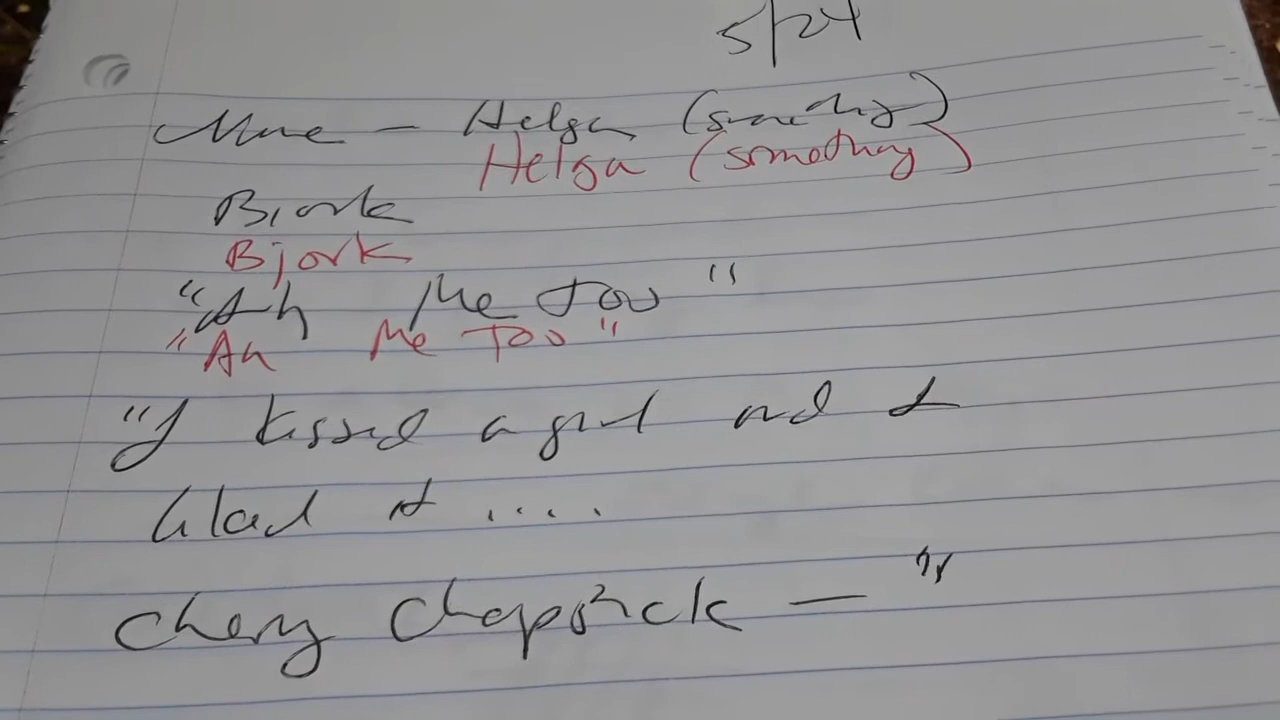 5/24
Mure - Helga (something)
Helga (something)
Bjork
Bjork
"Ah Me Too"
"Ah Me Too"
"I kissed a girl and I
liked it ....
Cherry Chapstick — "